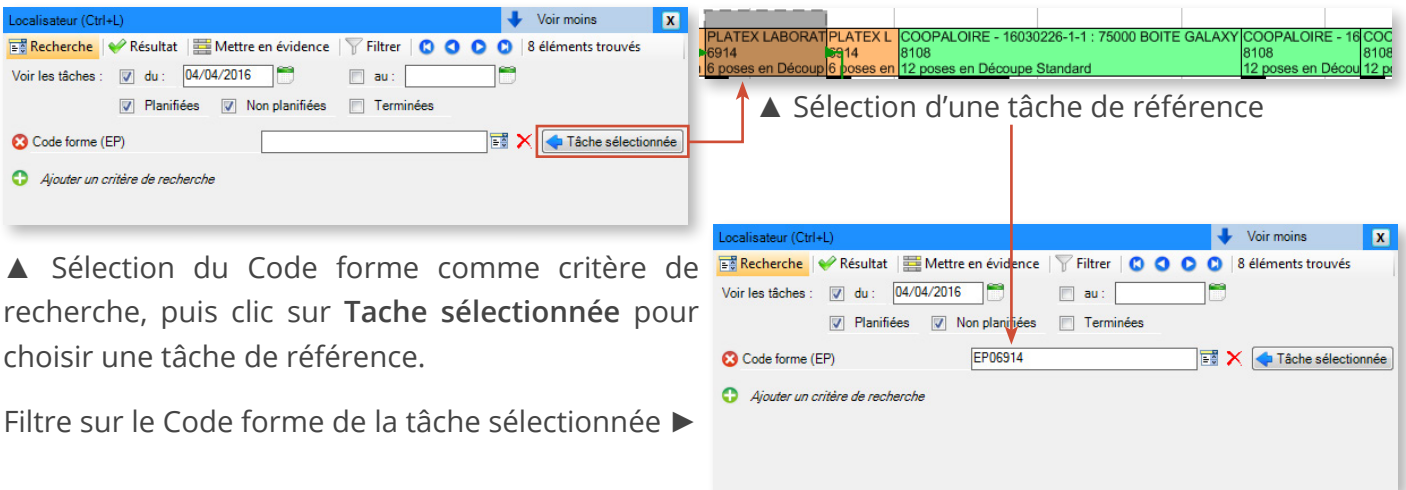 Localisateur (Ctrl+L) Voir moins X
Recherche Résultat Mettre en évidence Filtrer 8 éléments trouvés
Voir les tâches : du : 04/04/2016 au :
Planifiées Non planifiées Terminées
Code forme (EP) Tâche sélectionnée
Ajouter un critère de recherche
PLATEX LABORAT PLATEX L COOPALOIRE - 16030226-1-1 : 75000 BOITE GALAXY COOPALOIRE - 16 COO
6914 6914 8108 8108 8108
6 poses en Découp 6 poses en 12 poses en Découpe Standard 12 poses en Décou 12 po
▲ Sélection d’une tâche de référence
▲ Sélection du Code forme comme critère de
recherche, puis clic sur Tache sélectionnée pour
choisir une tâche de référence.
Filtre sur le Code forme de la tâche sélectionnée ►
Localisateur (Ctrl+L) Voir moins X
Recherche Résultat Mettre en évidence Filtrer 8 éléments trouvés
Voir les tâches : du : 04/04/2016 au :
Planifiées Non planifiées Terminées
Code forme (EP) EP06914 Tâche sélectionnée
Ajouter un critère de recherche